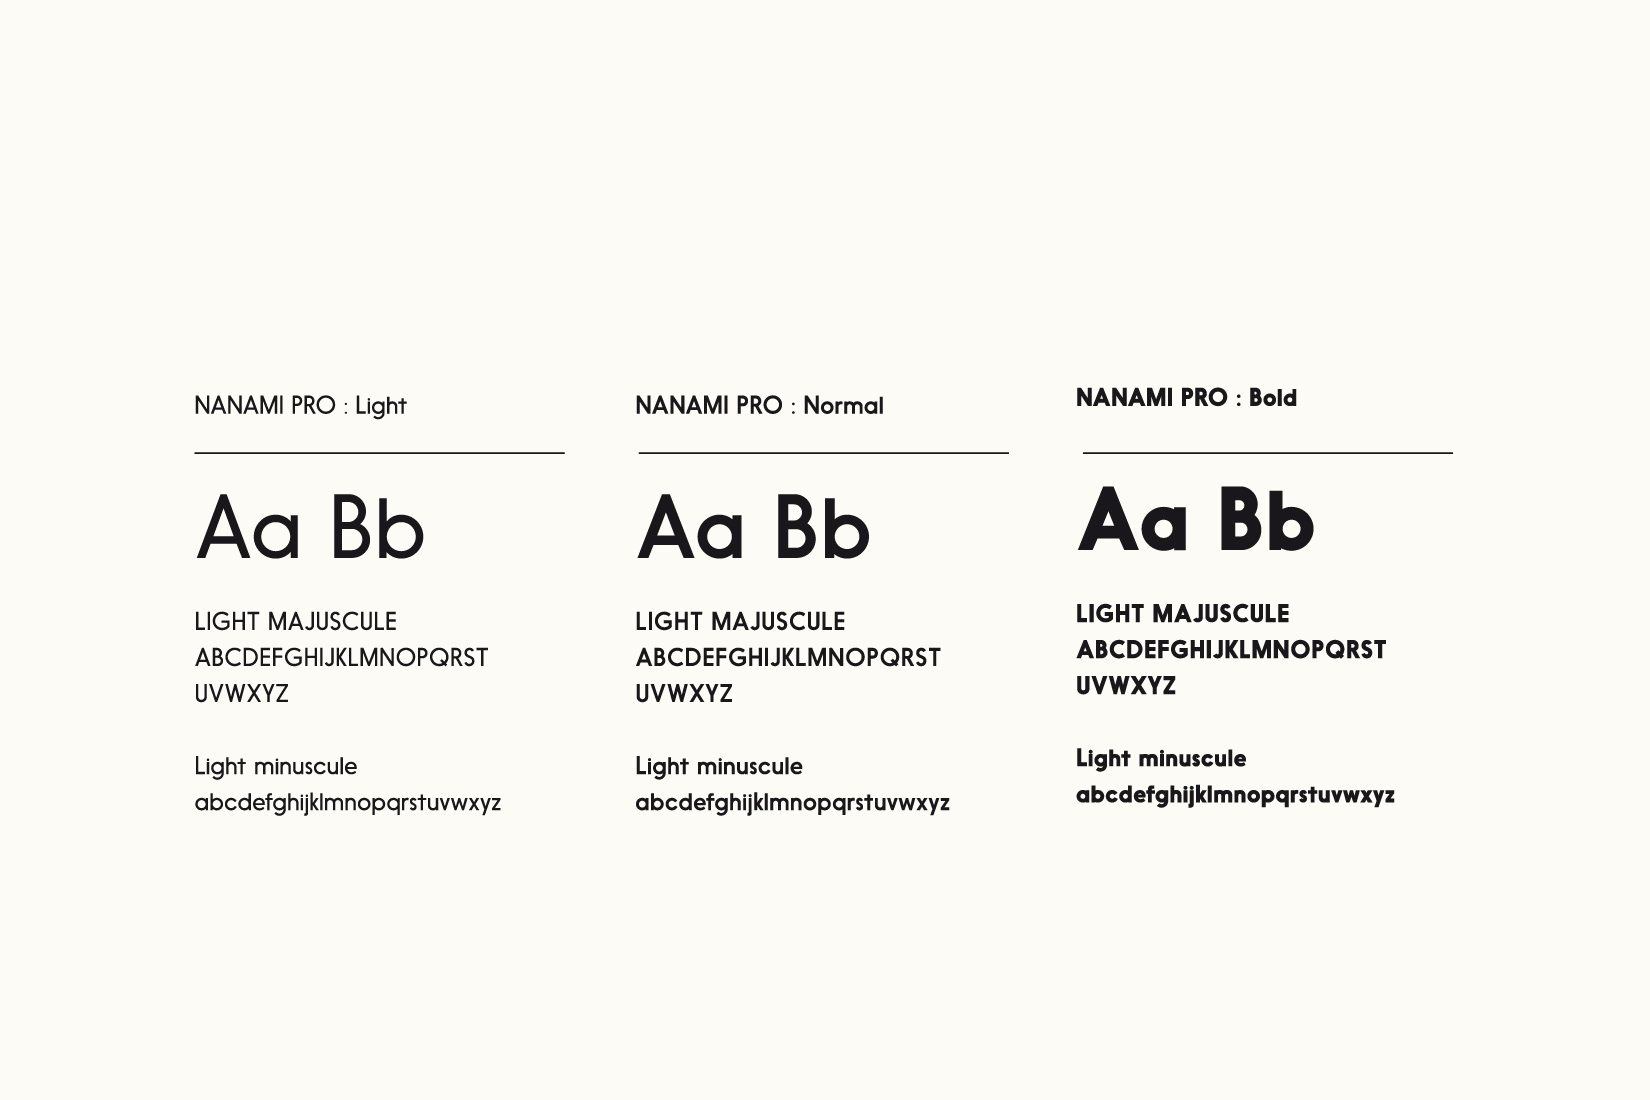 NANAMI PRO : Light
Aa Bb
LIGHT MAJUSCULE
ABCDEFGHIJKLMNOPQRST
UVWXYZ
Light minuscule
abcdefghijklmnopqrstuvwxyz
NANAMI PRO : Normal
Aa Bb
LIGHT MAJUSCULE
ABCDEFGHIJKLMNOPQRST
UVWXYZ
Light minuscule
abcdefghijklmnopqrstuvwxyz
NANAMI PRO : Bold
Aa Bb
LIGHT MAJUSCULE
ABCDEFGHIJKLMNOPQRST
UVWXYZ
Light minuscule
abcdefghijklmnopqrstuvwxyz